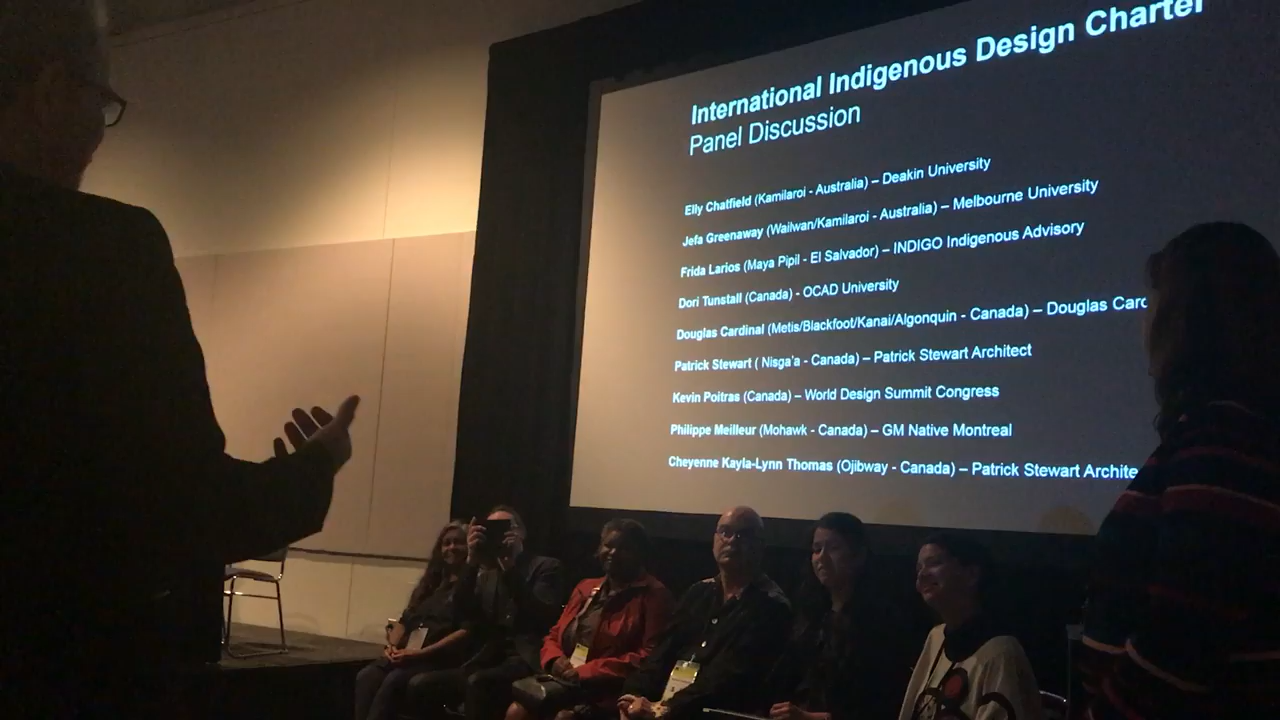 International Indigenous Design Charter
Panel Discussion
Elly Chatfield (Kamilaroi - Australia) – Deakin University
Jefa Greenaway (Wailwan/Kamilaroi - Australia) – Melbourne University
Frida Larios (Maya Pipil - El Salvador) – INDIGO Indigenous Advisory
Dori Tunstall (Canada) - OCAD University
Douglas Cardinal (Metis/Blackfoot/Kanai/Algonquin - Canada) – Douglas
Patrick Stewart ( Nisga'a - Canada) – Patrick Stewart Architect
Kevin Poitras (Canada) – World Design Summit Congress
Philippe Meilleur (Mohawk - Canada) – GM Native Montreal
Cheyenne Kayla-Lynn Thomas (Ojibway - Canada) – Patrick Stewart